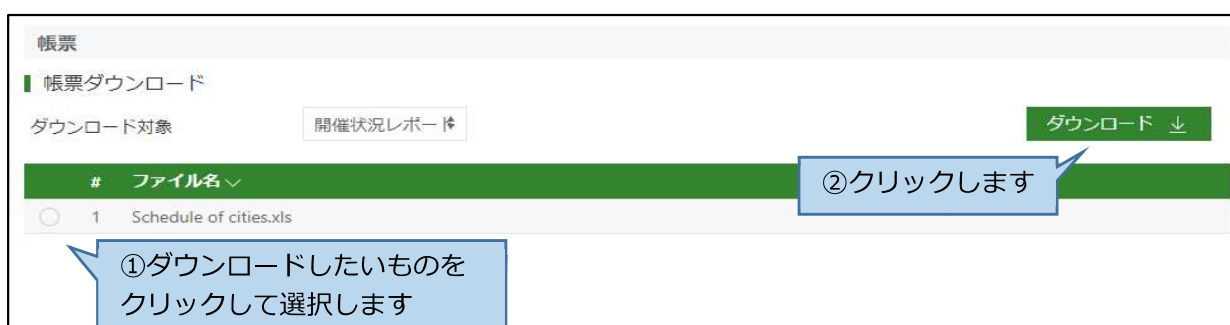 帳票
帳票ダウンロード
ダウンロード対象 開催状況レポート ダウンロード
# ファイル名
②クリックします
1 Schedule of cities.xls
①ダウンロードしたいものを
クリックして選択します